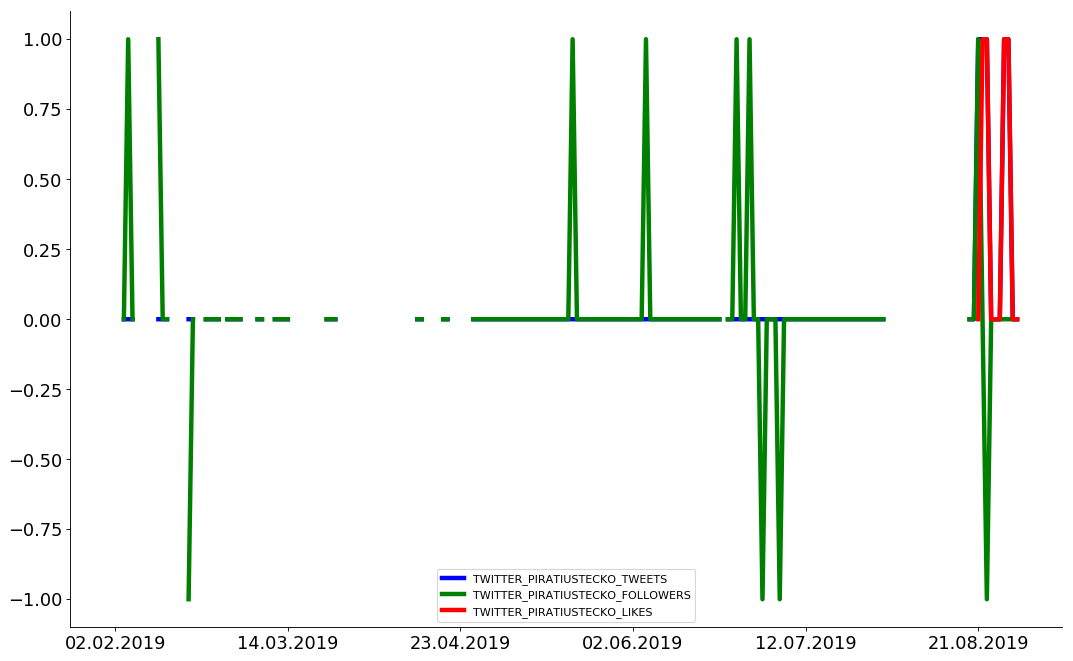 1.00
0.75
0.50
0.25
0.00
−0.25
−0.50
−0.75
−1.00
TWITTER_PIRATIUSTECKO_TWEETS
TWITTER_PIRATIUSTECKO_FOLLOWERS
TWITTER_PIRATIUSTECKO_LIKES
02.02.2019 14.03.2019 23.04.2019 02.06.2019 12.07.2019 21.08.2019